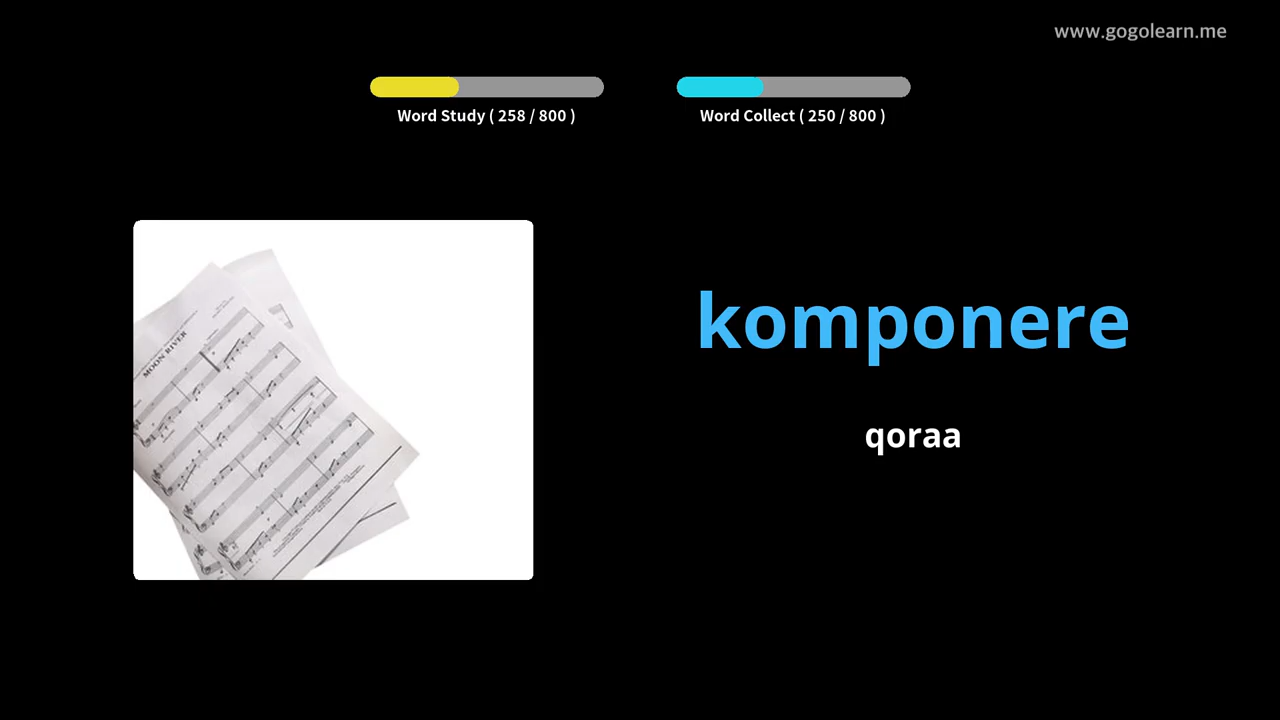 www.gogolearn.me
Word Study ( 258 / 800 )
Word Collect ( 250 / 800 )
MOON RIVER
komponere
qoraa